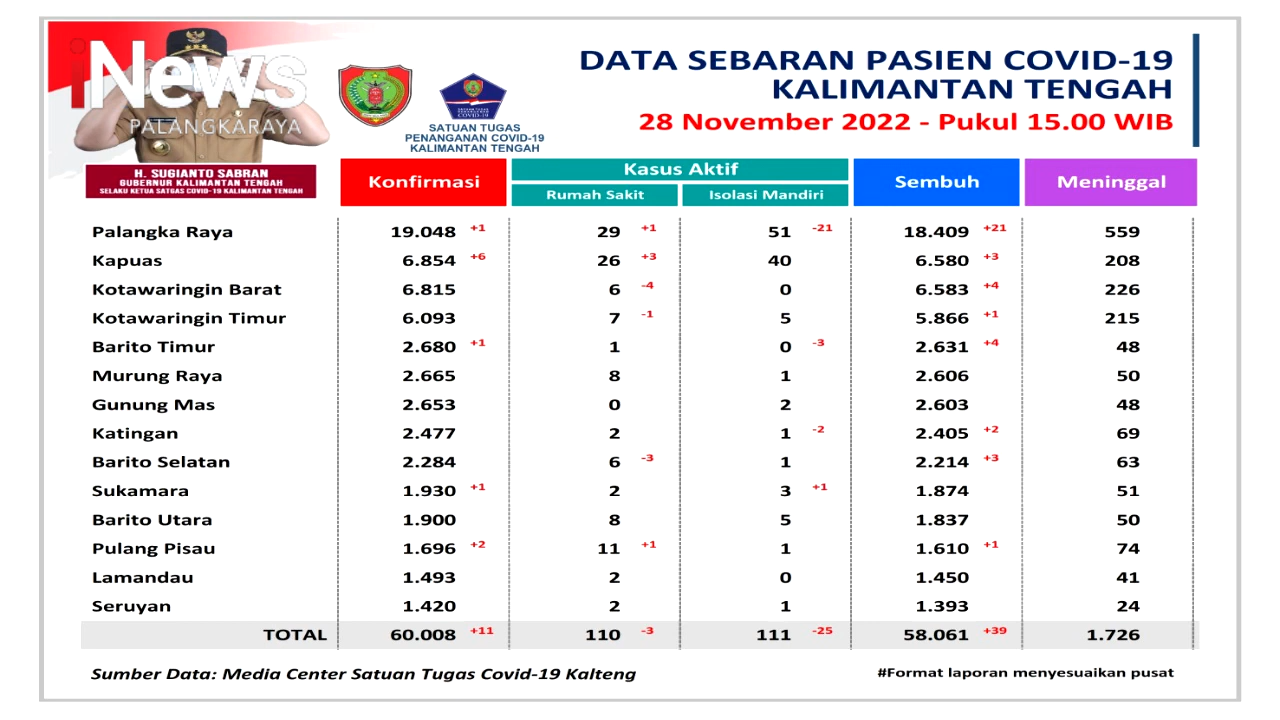 iNews
PALANGKARAYA
H. SUGIANTO SABRAN
GUBERNUR KALIMANTAN TENGAH
SELAKU KETUA SATGAS COVID-19 KALIMANTAN TENGAH
SATUAN TUGAS
PENANGANAN COVID-19
KALIMANTAN TENGAH
DATA SEBARAN PASIEN COVID-19
KALIMANTAN TENGAH
28 November 2022 - Pukul 15.00 WIB
Konfirmasi Kasus Aktif Sembuh Meninggal
Rumah Sakit Isolasi Mandiri
Palangka Raya 19.048 +1 29 +1 51 -21 18.409 +21 559
Kapuas 6.854 +6 26 +3 40 6.580 +3 208
Kotawaringin Barat 6.815 6 -4 0 6.583 +4 226
Kotawaringin Timur 6.093 7 -1 5 5.866 +1 215
Barito Timur 2.680 +1 1 0 -3 2.631 +4 48
Murung Raya 2.665 8 1 2.606 50
Gunung Mas 2.653 0 2 2.603 48
Katingan 2.477 2 1 -2 2.405 +2 69
Barito Selatan 2.284 6 -3 1 2.214 +3 63
Sukamara 1.930 +1 2 3 +1 1.874 51
Barito Utara 1.900 8 5 1.837 50
Pulang Pisau 1.696 +2 11 +1 1 1.610 +1 74
Lamandau 1.493 2 0 1.450 41
Seruyan 1.420 2 1 1.393 24
TOTAL 60.008 +11 110 -3 111 -25 58.061 +39 1.726
Sumber Data: Media Center Satuan Tugas Covid-19 Kalteng
#Format laporan menyesuaikan pusat